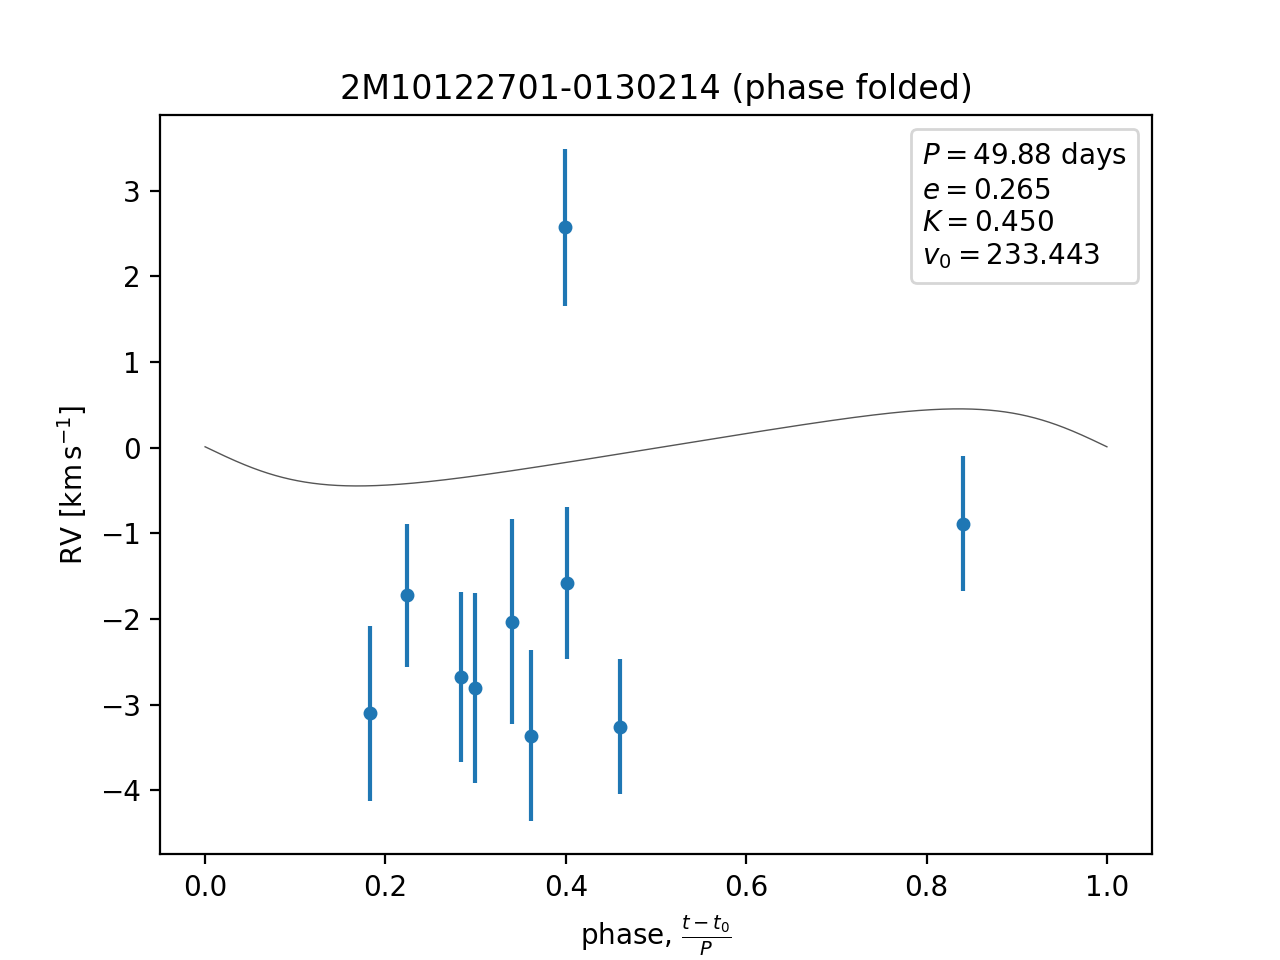 2M10122701-0130214 (phase folded)
P = 49.88 days
e = 0.265
K = 0.450
v₀ = 233.443
3
2
1
0
−1
−2
−3
−4
RV [km s⁻¹]
0.0 0.2 0.4 0.6 0.8 1.0
phase, (t − t₀)/P